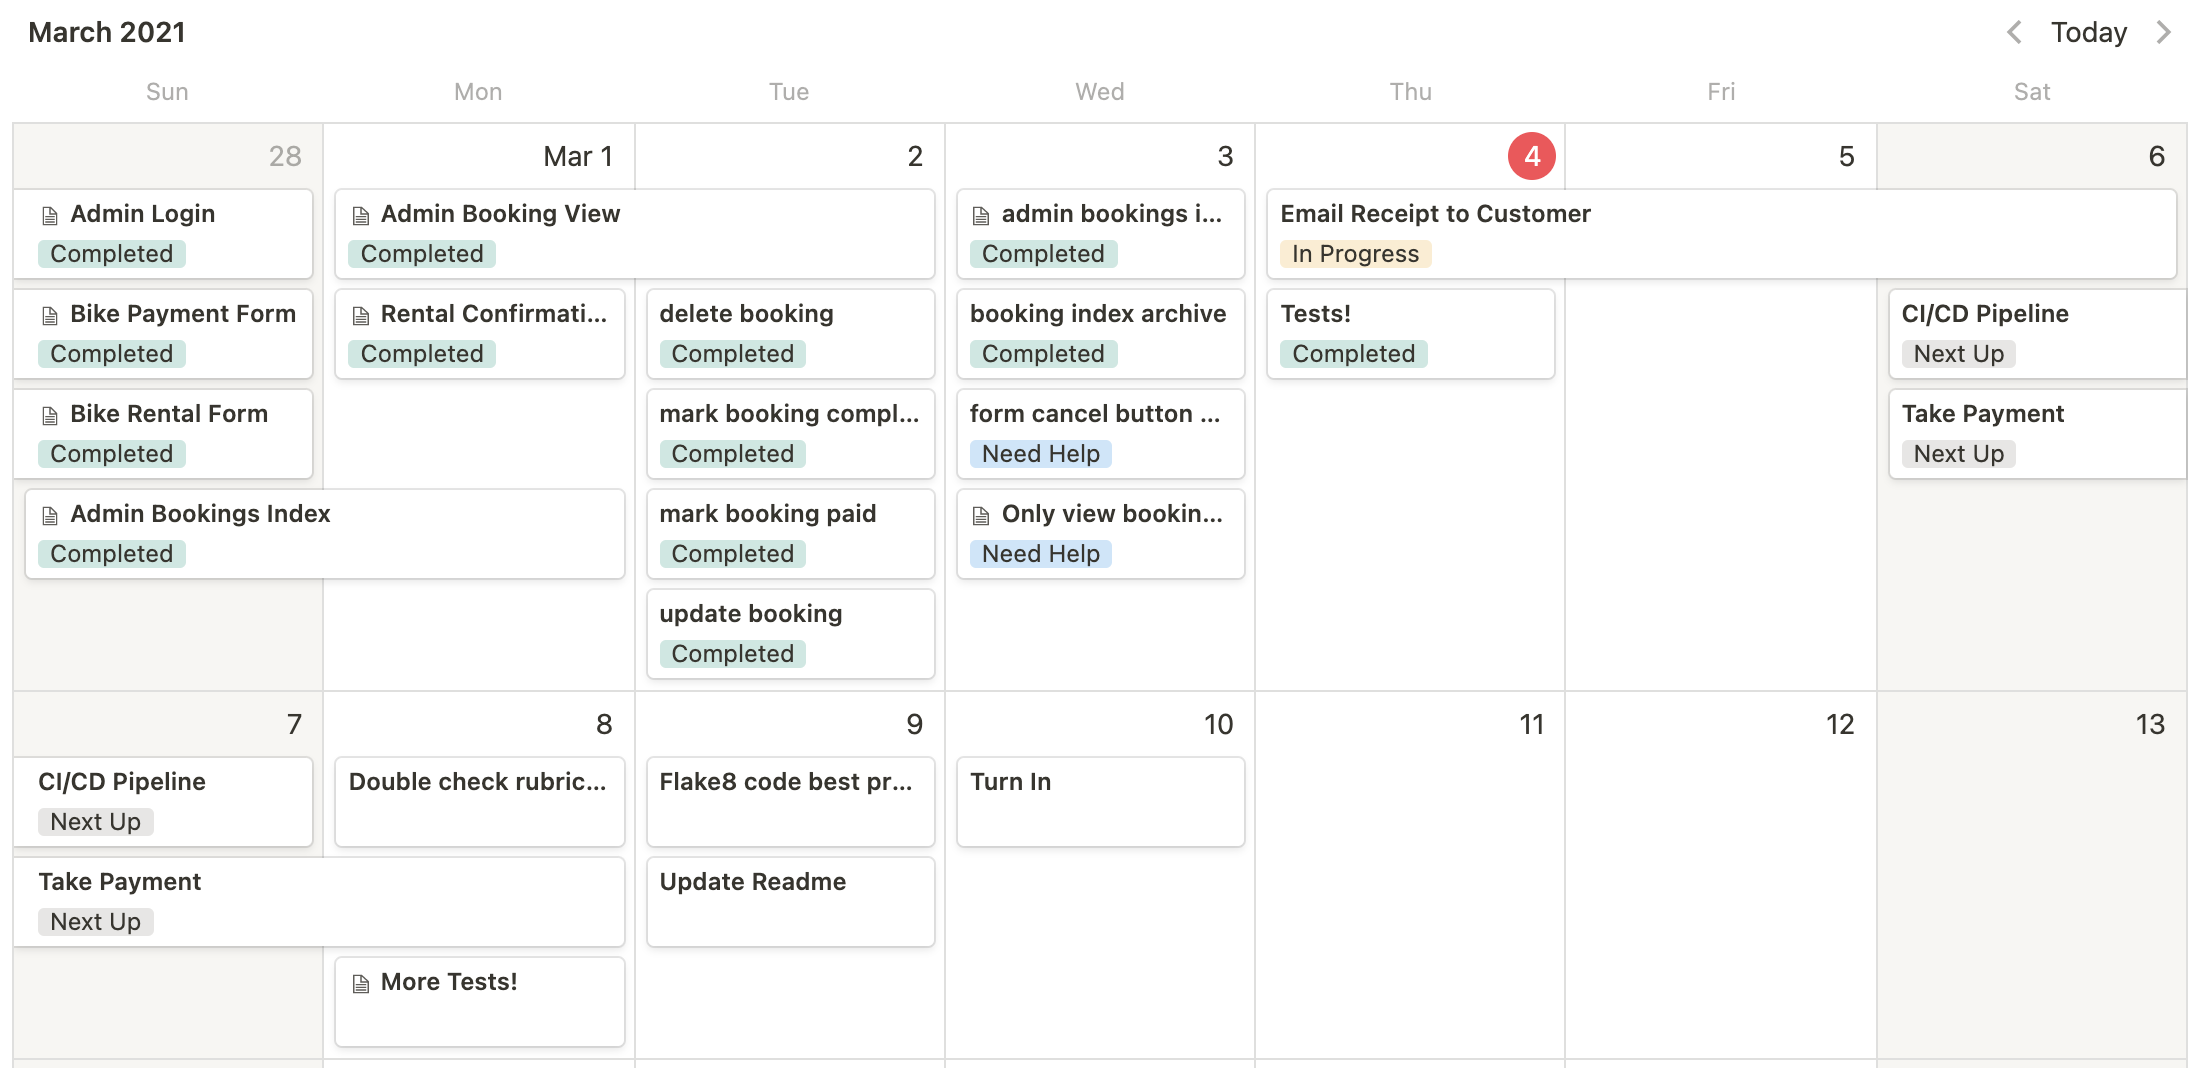 March 2021
Today
Sun Mon Tue Wed Thu Fri Sat
28 Mar 1 2 3 4 5 6
Admin Login
Completed
Bike Payment Form
Completed
Bike Rental Form
Completed
Admin Bookings Index
Completed
Admin Booking View
Completed
Rental Confirmati...
Completed
delete booking
Completed
mark booking compl...
Completed
mark booking paid
Completed
update booking
Completed
admin bookings i...
Completed
booking index archive
Completed
form cancel button ...
Need Help
Only view bookin...
Need Help
Email Receipt to Customer
In Progress
Tests!
Completed
CI/CD Pipeline
Next Up
Take Payment
Next Up
7 8 9 10 11 12 13
CI/CD Pipeline
Next Up
Take Payment
Next Up
Double check rubric...
More Tests!
Flake8 code best pr...
Update Readme
Turn In